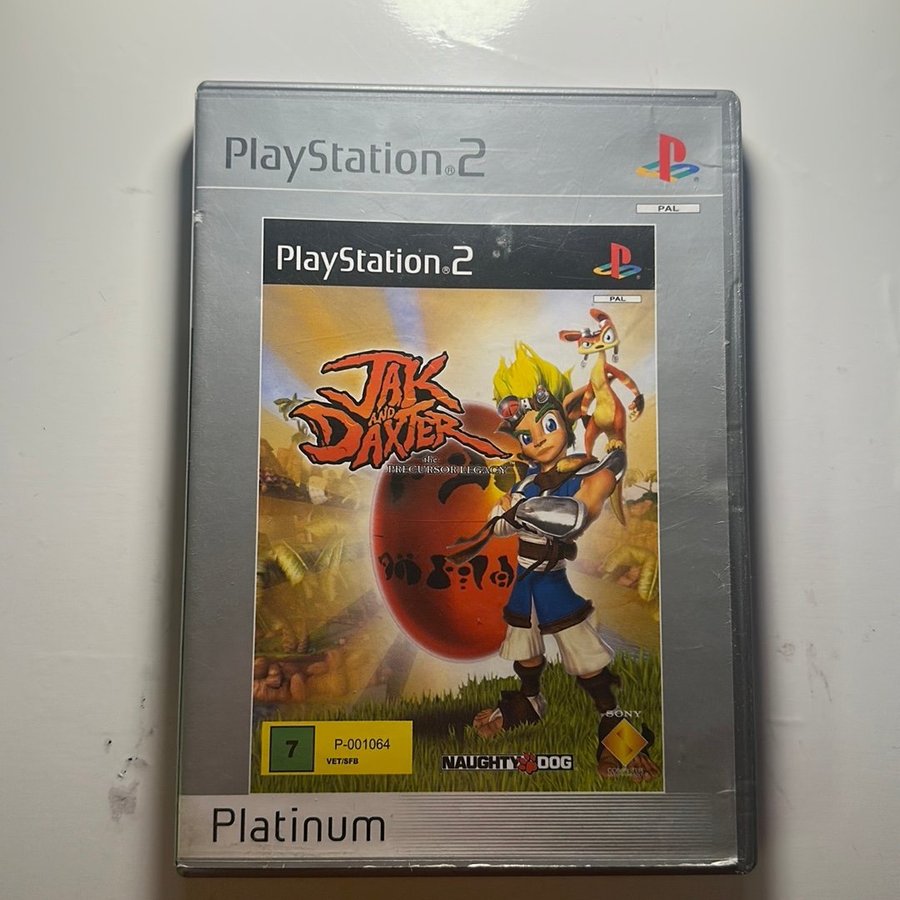 PlayStation®2
PAL
PlayStation®2
PAL
JAK
AND
DAXTER
the
PRECURSOR LEGACY
7
P-001064
VET/SFB
NAUGHTY DOG
SONY
Platinum